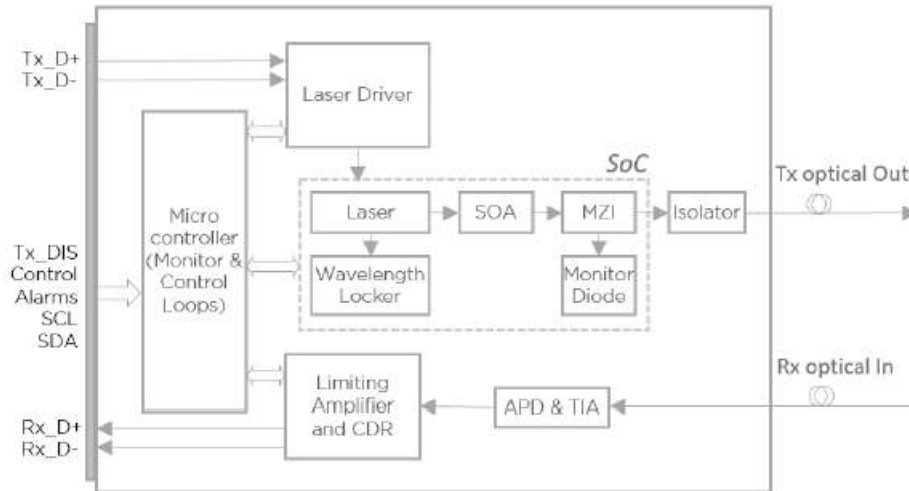 Tx_D+
Tx_D-
Laser Driver
SoC
Tx optical Out
Laser
SOA
MZI
Isolator
Micro
controller
(Monitor &
Control
Loops)
Wavelength
Locker
Monitor
Diode
Tx_DIS
Control
Alarms
SCL
SDA
Rx optical In
Limiting
Amplifier
and CDR
APD & TIA
Rx_D+
Rx_D-